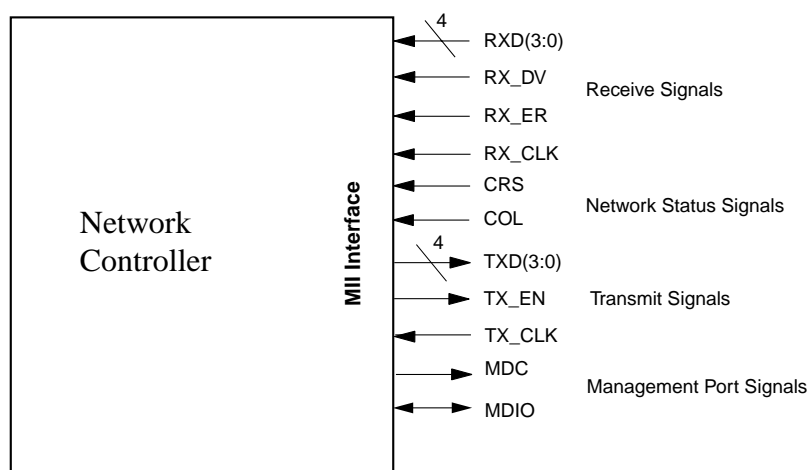 4
RXD(3:0)
RX_DV
Receive Signals
RX_ER
RX_CLK
CRS
Network Status Signals
COL
Network
Controller
MII Interface
4
TXD(3:0)
TX_EN
Transmit Signals
TX_CLK
MDC
Management Port Signals
MDIO